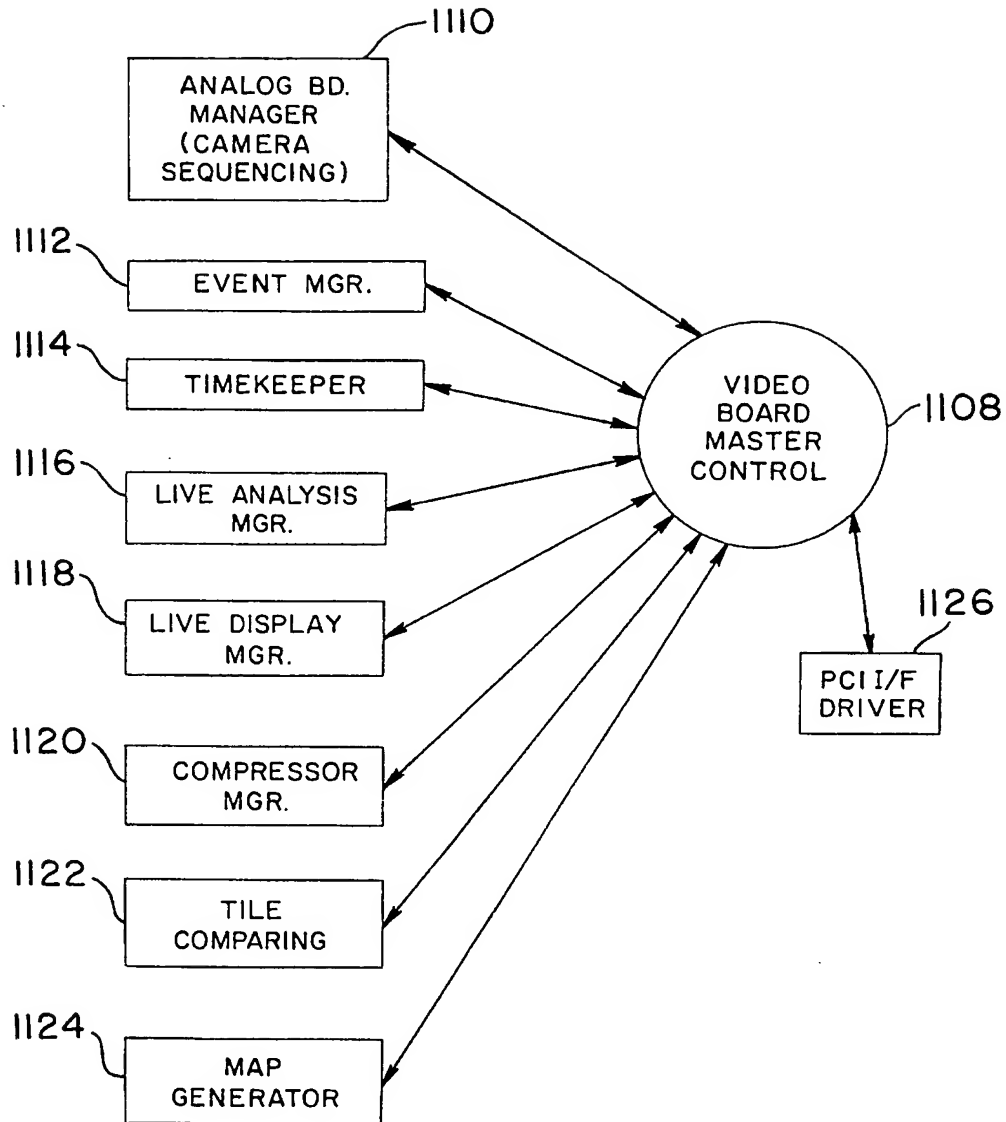 1110
ANALOG BD.
MANAGER
(CAMERA
SEQUENCING)
1112
EVENT MGR.
1114
TIMEKEEPER
VIDEO
BOARD
MASTER
CONTROL
1108
1116
LIVE ANALYSIS
MGR.
1118
LIVE DISPLAY
MGR.
1126
PCI I/F
DRIVER
1120
COMPRESSOR
MGR.
1122
TILE
COMPARING
1124
MAP
GENERATOR